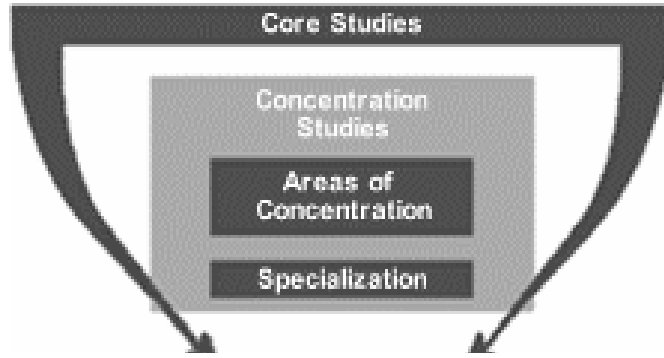 Core Studies
Concentration
Studies
Areas of
Concentration
Specialization